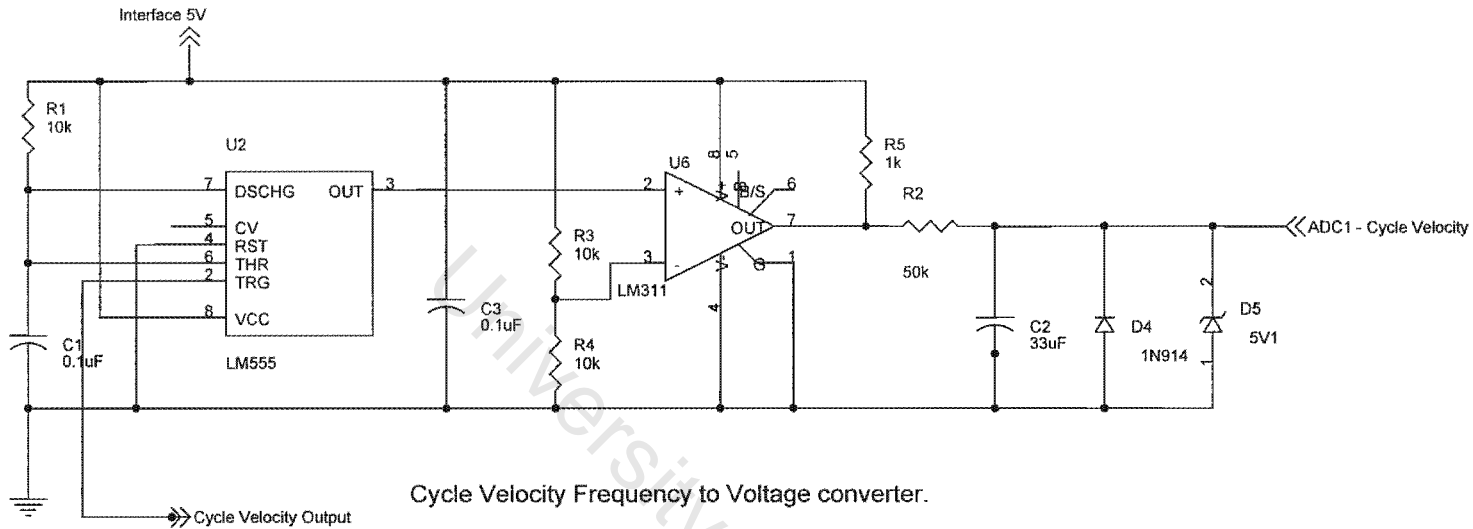 Interface 5V
R1
10k
U2
7 DSCHG OUT 3
5 CV
4 RST
6 THR
2 TRG
8 VCC
LM555
C1
0.1uF
C3
0.1uF
R3
10k
R4
10k
U6
8 5
V+ B B/S 6
2 +
OUT 7
3 -
V- G 1
4
LM311
R5
1k
R2
50k
ADC1 - Cycle Velocity
C2
33uF
D4
1N914
2
D5
5V1
1
University
Cycle Velocity Frequency to Voltage converter.
Cycle Velocity Output